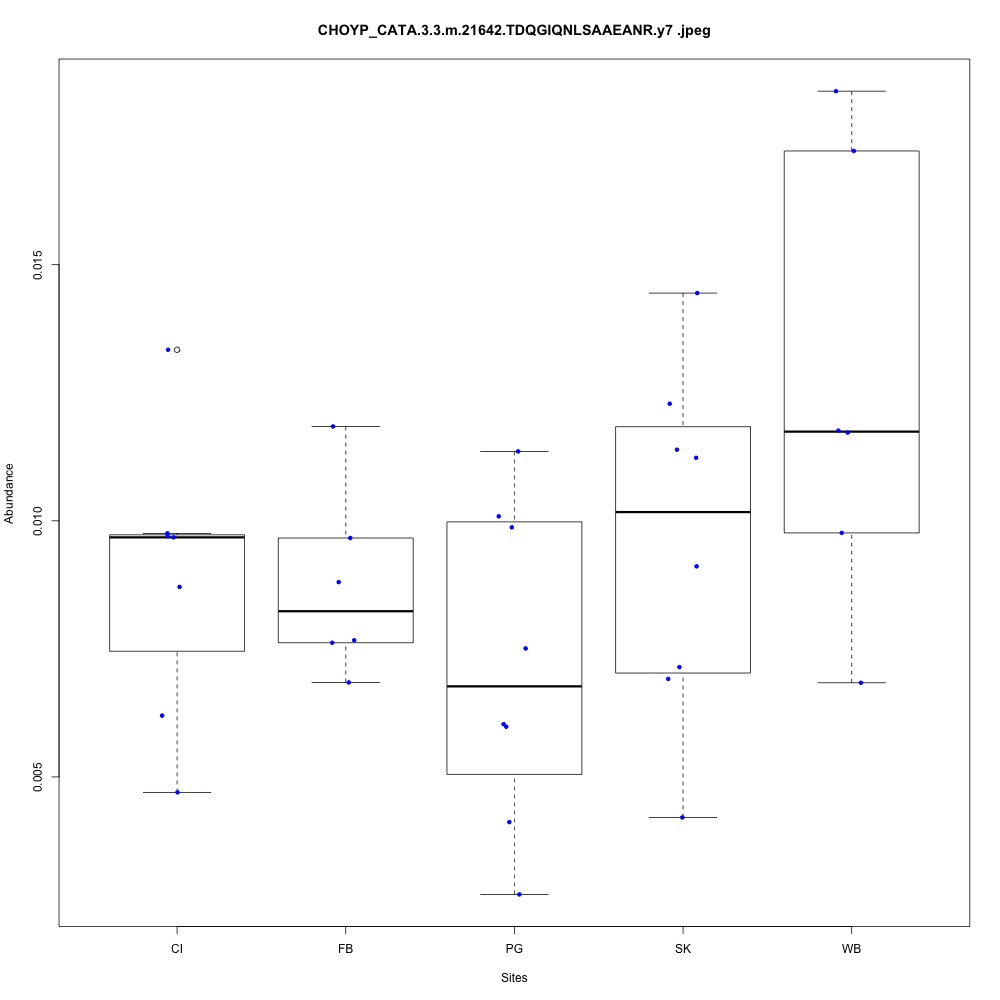 CHOYP_CATA.3.3.m.21642.TDQGIQNLSAAEANR.y7 .jpeg
Abundance
0.015
0.010
0.005
CI FB PG SK WB
Sites